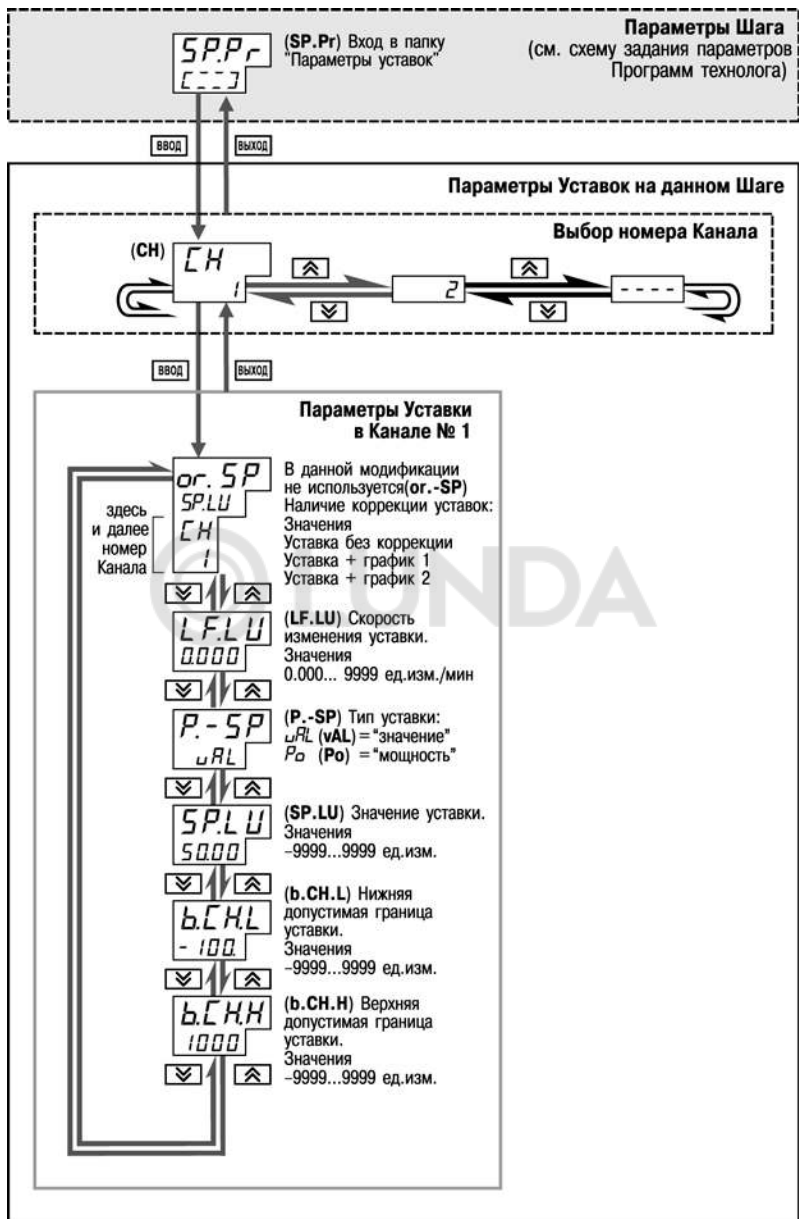 Параметры Шага
(см. схему задания параметров
Программ технолога)
SP.Pr
[---]
(SP.Pr) Вход в папку
"Параметры уставок"
ВВОД
ВЫХОД
Параметры Уставок на данном Шаге
Выбор номера Канала
(CH)
CH
1
2
- - - -
ВВОД
ВЫХОД
Параметры Уставки
в Канале № 1
or. SP
SP.LU
CH
1
здесь
и далее
номер
Канала
В данной модификации
не используется(or.-SP)
Наличие коррекции уставок:
Значения
Уставка без коррекции
Уставка + график 1
Уставка + график 2
LUNDA
LF.LU
0.000
(LF.LU) Скорость
изменения уставки.
Значения
0.000... 9999 ед.изм./мин
P.-SP
vAL
(P.-SP) Тип уставки:
vAL (vAL) = "значение"
Po (Po) = "мощность"
SP.LU
50.00
(SP.LU) Значение уставки.
Значения
–9999...9999 ед.изм.
b.CH.L
- 100.
(b.CH.L) Нижняя
допустимая граница
уставки.
Значения
–9999...9999 ед.изм.
b.CH.H
1000
(b.CH.H) Верхняя
допустимая граница
уставки.
Значения
–9999...9999 ед.изм.